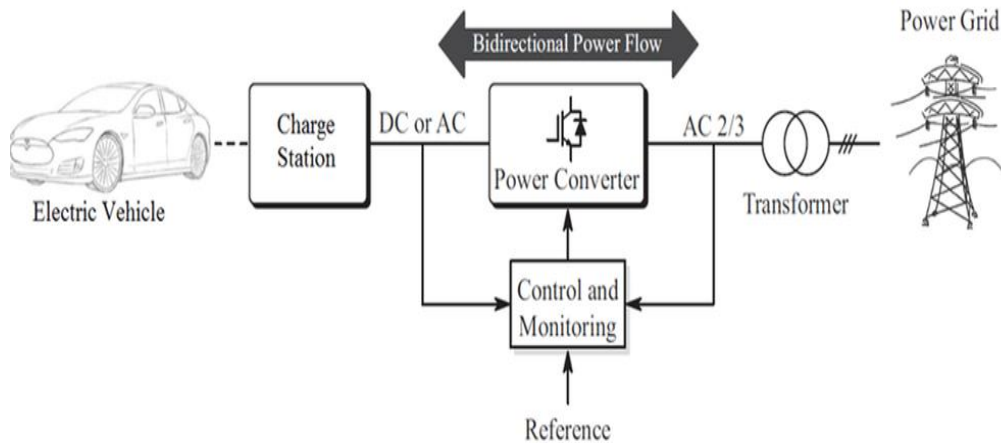 Power Grid
Bidirectional Power Flow
Charge
Station
DC or AC
Power Converter
AC 2/3
Transformer
Electric Vehicle
Control and
Monitoring
Reference